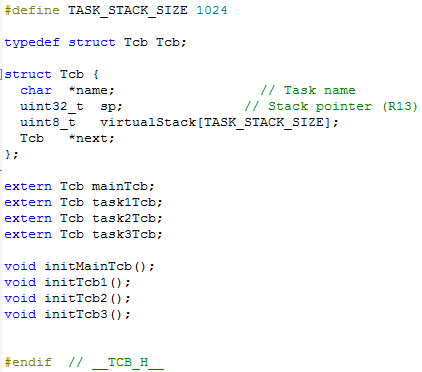 #define TASK_STACK_SIZE 1024
typedef struct Tcb Tcb;
struct Tcb {
char *name; // Task name
uint32_t sp; // Stack pointer (R13)
uint8_t virtualStack[TASK_STACK_SIZE];
Tcb *next;
};
extern Tcb mainTcb;
extern Tcb task1Tcb;
extern Tcb task2Tcb;
extern Tcb task3Tcb;
void initMainTcb();
void initTcb1();
void initTcb2();
void initTcb3();
#endif // __TCB_H__